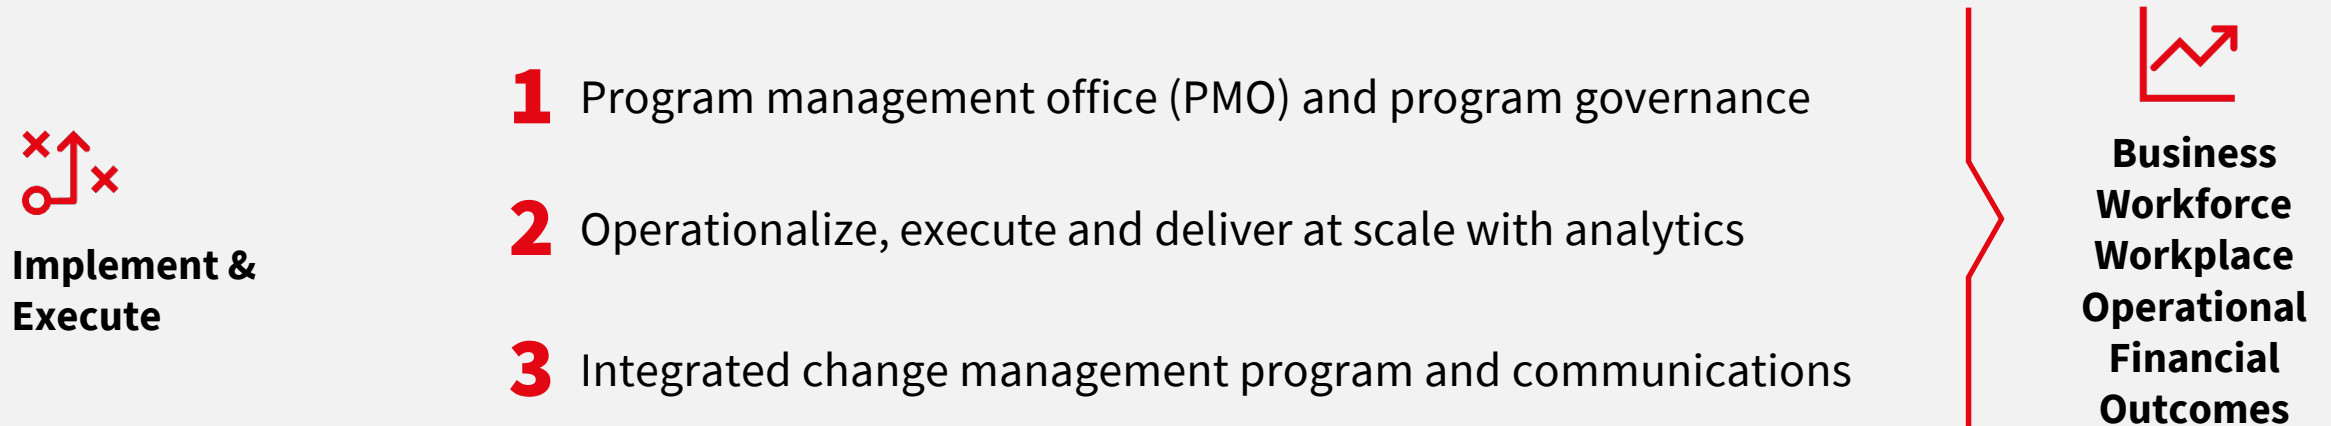 Implement &
Execute
1 Program management office (PMO) and program governance
2 Operationalize, execute and deliver at scale with analytics
3 Integrated change management program and communications
Business
Workforce
Workplace
Operational
Financial
Outcomes